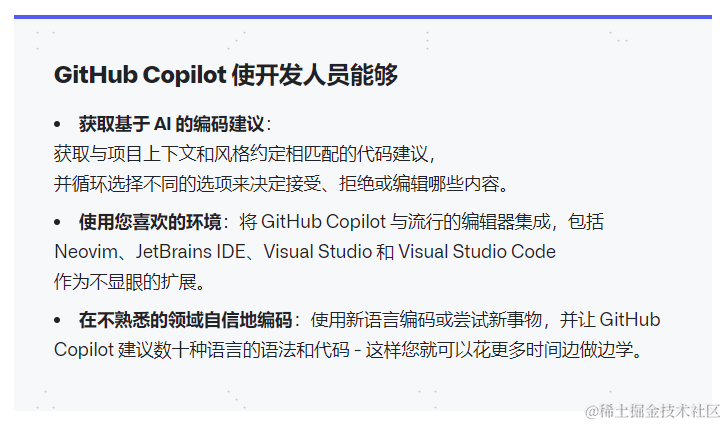 GitHub Copilot 使开发人员能够
• 获取基于 AI 的编码建议：
获取与项目上下文和风格约定相匹配的代码建议，
并循环选择不同的选项来决定接受、拒绝或编辑哪些内容。
• 使用您喜欢的环境：将 GitHub Copilot 与流行的编辑器集成，包括
Neovim、JetBrains IDE、Visual Studio 和 Visual Studio Code
作为不显眼的扩展。
• 在不熟悉的领域自信地编码：使用新语言编码或尝试新事物，并让 GitHub
Copilot 建议数十种语言的语法和代码 - 这样您就可以花更多时间边做边学。
@稀土掘金技术社区